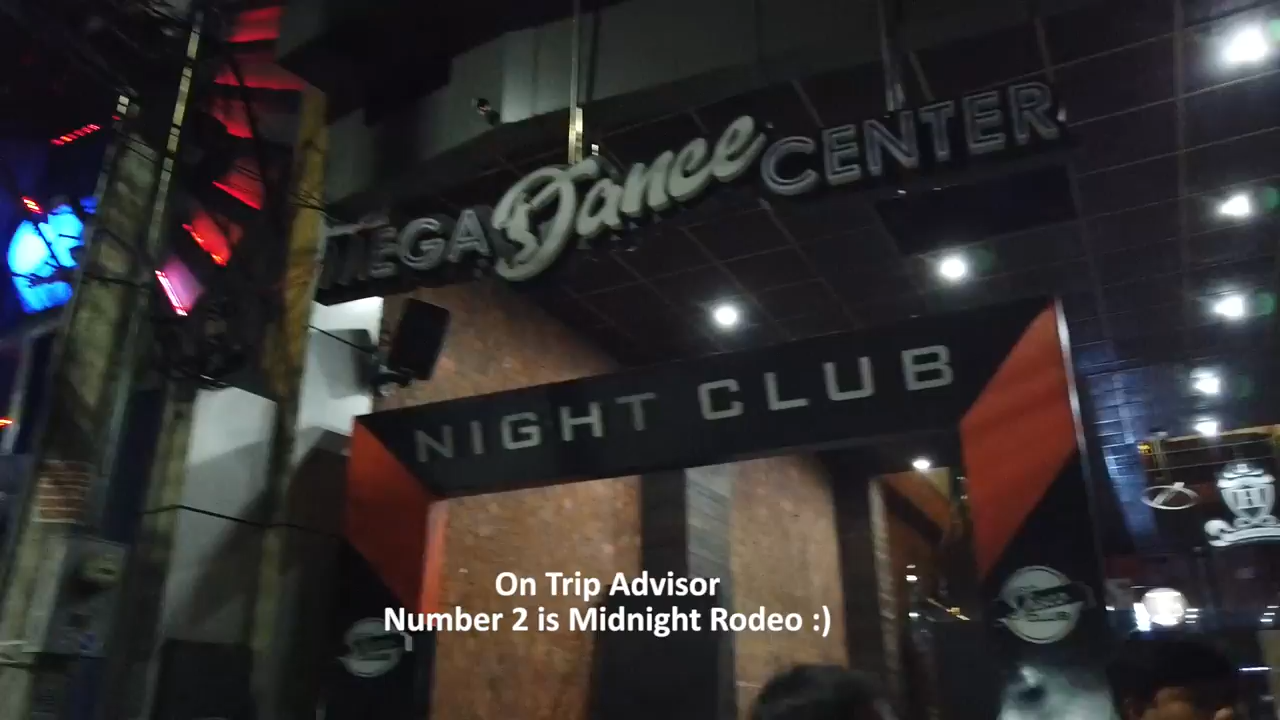 MEGA Dance CENTER
NIGHT CLUB
H
On Trip Advisor
Number 2 is Midnight Rodeo :)